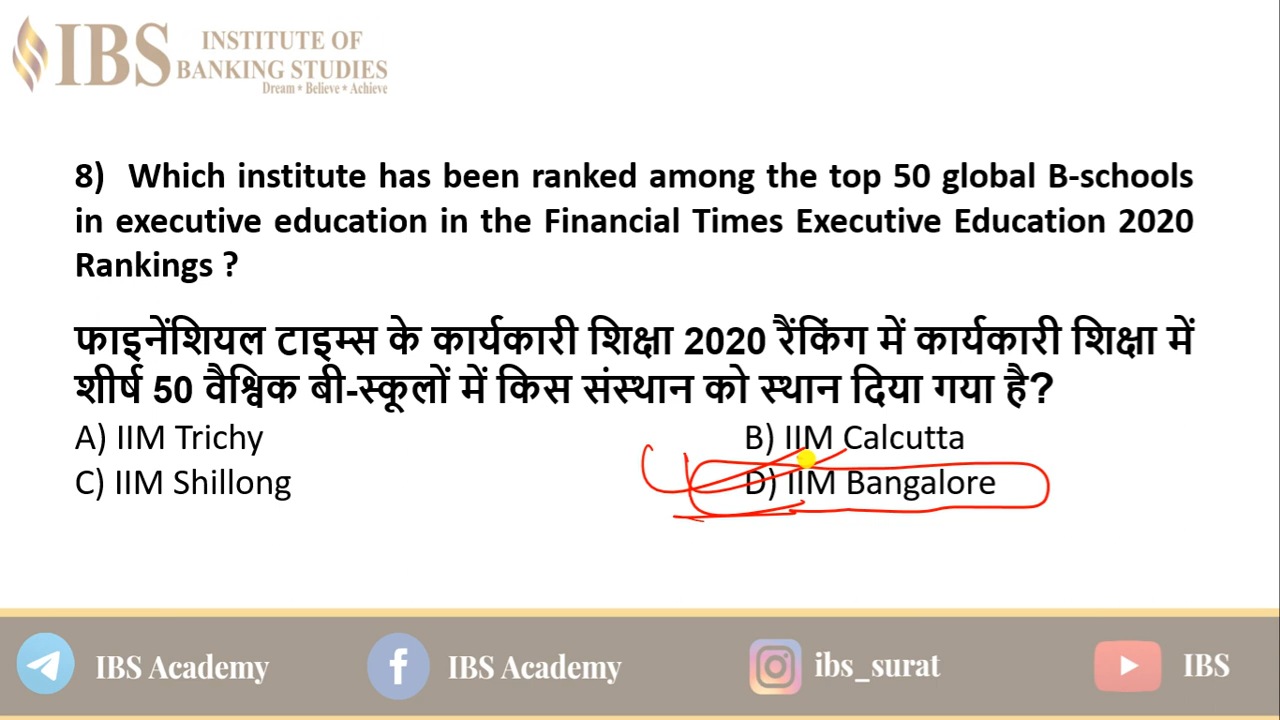 IBS INSTITUTE OF
BANKING STUDIES
Dream * Believe * Achieve
8) Which institute has been ranked among the top 50 global B-schools
in executive education in the Financial Times Executive Education 2020
Rankings ?
फाइनेंशियल टाइम्स के कार्यकारी शिक्षा 2020 रैंकिंग में कार्यकारी शिक्षा में
शीर्ष 50 वैश्विक बी-स्कूलों में किस संस्थान को स्थान दिया गया है?
A) IIM Trichy B) IIM Calcutta
C) IIM Shillong D) IIM Bangalore
IBS Academy IBS Academy ibs_surat IBS